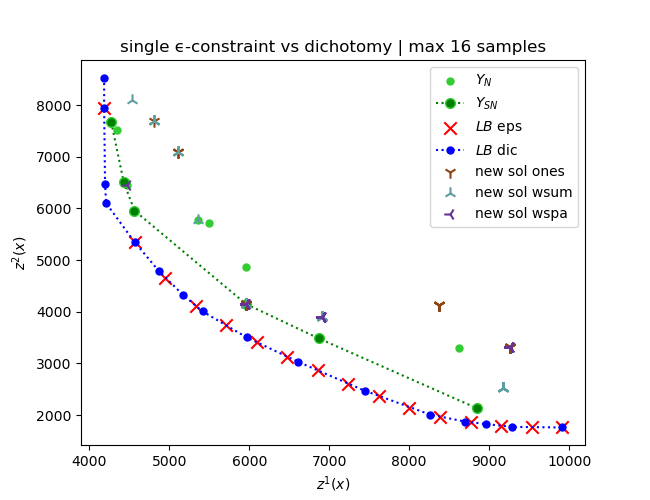 single ϵ-constraint vs dichotomy | max 16 samples
z²(x)
8000
7000
6000
5000
4000
3000
2000
Y_N
Y_SN
LB eps
LB dic
new sol ones
new sol wsum
new sol wspa
4000 5000 6000 7000 8000 9000 10000
z¹(x)